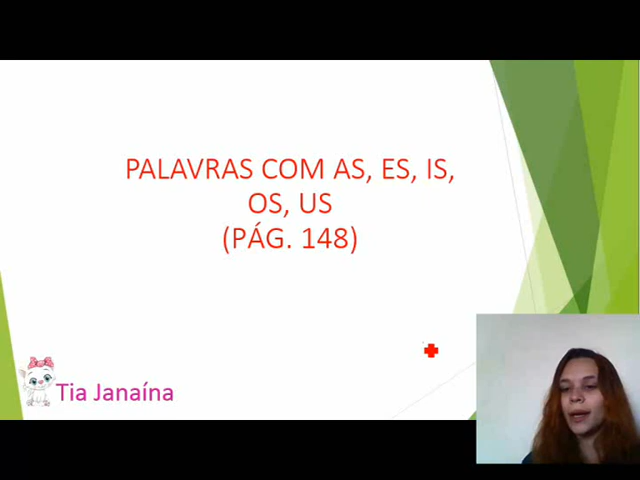 PALAVRAS COM AS, ES, IS,
OS, US
(PÁG. 148)
Tia Janaína